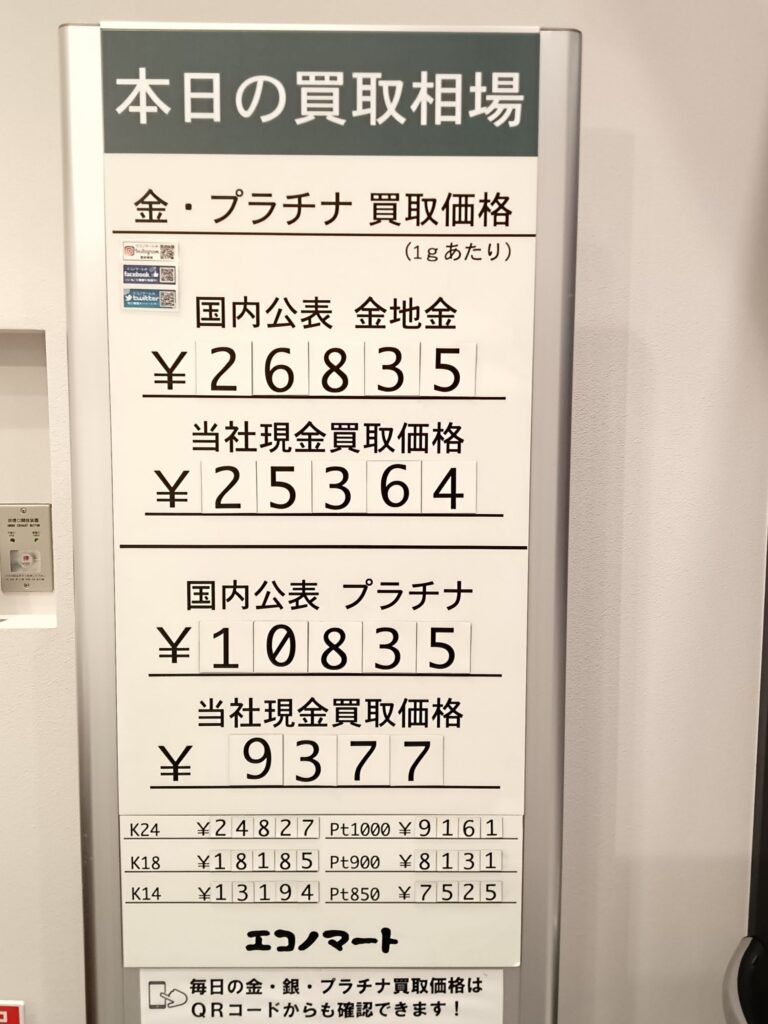 本日の買取相場
金・プラチナ 買取価格
(1gあたり)
Instagram
facebook
twitter
国内公表 金地金
¥26835
当社現金買取価格
¥25364
国内公表 プラチナ
¥10835
当社現金買取価格
¥9377
K24 ¥24827 Pt1000 ¥9161
K18 ¥18185 Pt900 ¥8131
K14 ¥13194 Pt850 ¥7525
エコノマート
毎日の金・銀・プラチナ買取価格は
QRコードからも確認できます！